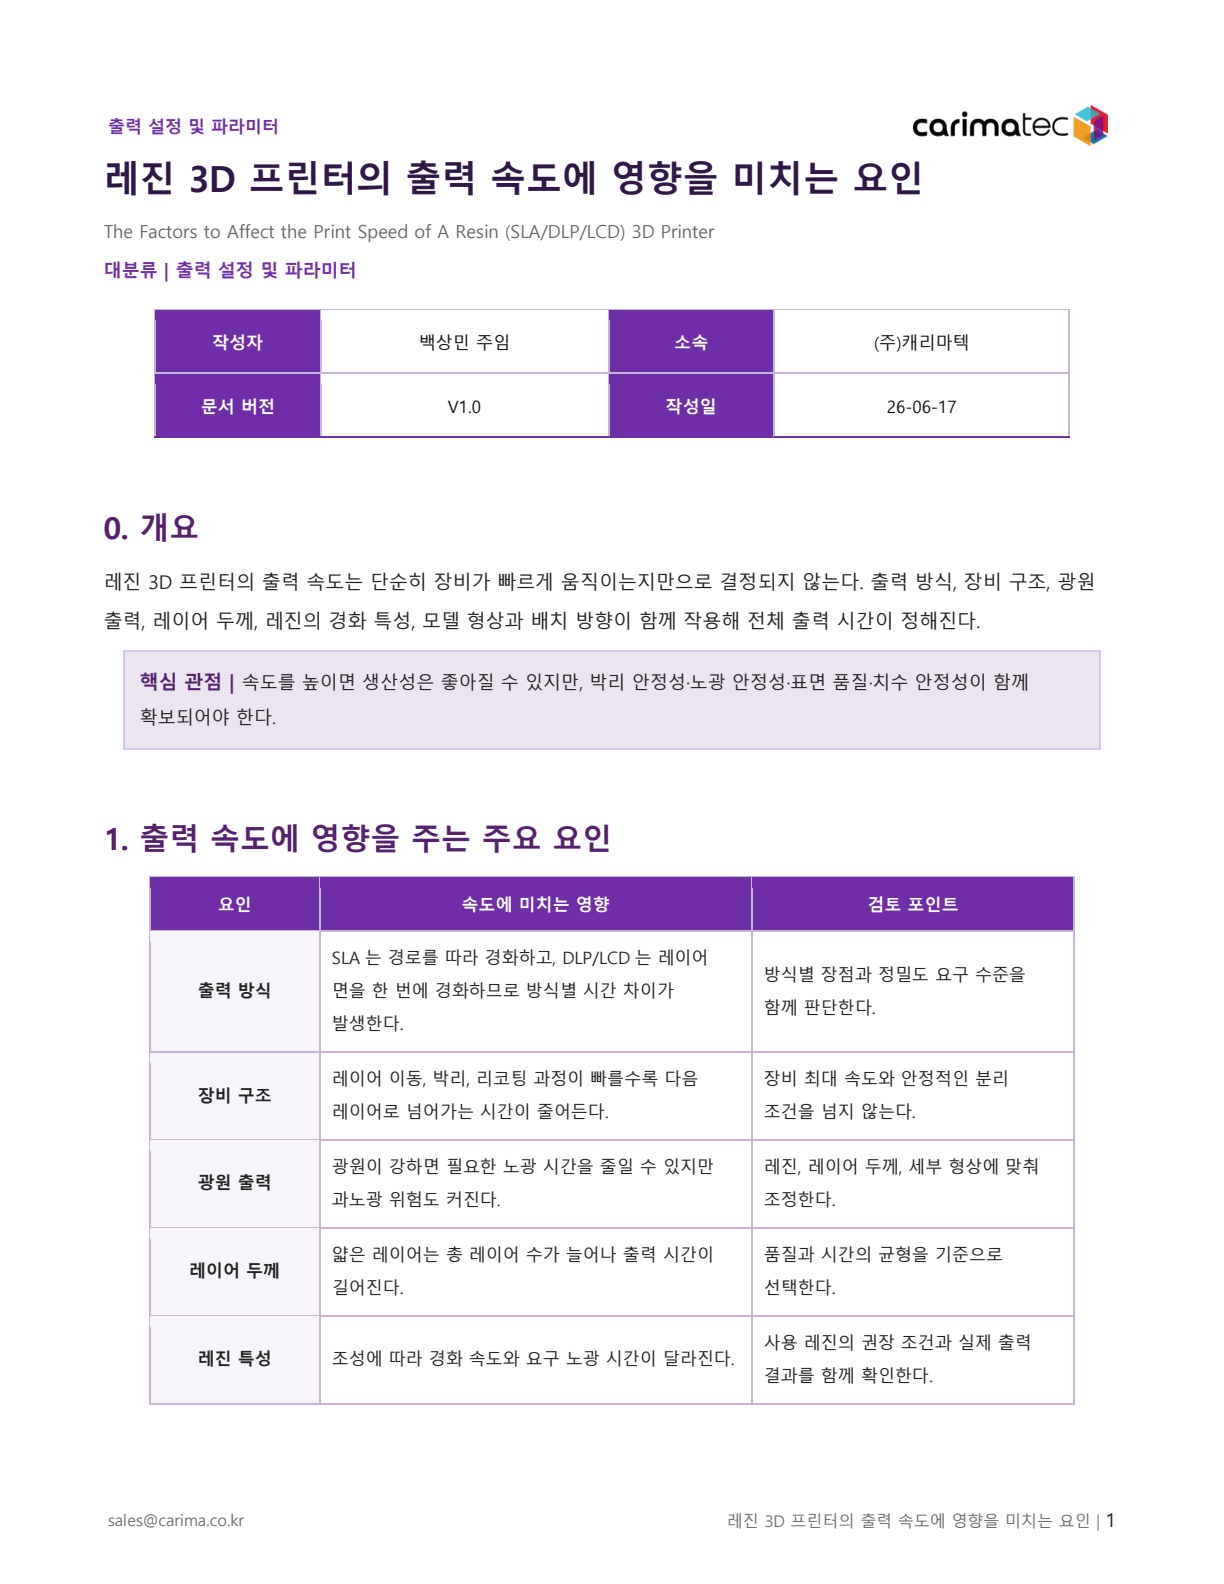 출력 설정 및 파라미터
carimatec
레진 3D 프린터의 출력 속도에 영향을 미치는 요인
The Factors to Affect the Print Speed of A Resin (SLA/DLP/LCD) 3D Printer
대분류 | 출력 설정 및 파라미터
작성자 백상민 주임 소속 (주)캐리마텍
문서 버전 V1.0 작성일 26-06-17
0. 개요
레진 3D 프린터의 출력 속도는 단순히 장비가 빠르게 움직이는지만으로 결정되지 않는다. 출력 방식, 장비 구조, 광원
출력, 레이어 두께, 레진의 경화 특성, 모델 형상과 배치 방향이 함께 작용해 전체 출력 시간이 정해진다.
핵심 관점 | 속도를 높이면 생산성은 좋아질 수 있지만, 박리 안정성·노광 안정성·표면 품질·치수 안정성이 함께
확보되어야 한다.
1. 출력 속도에 영향을 주는 주요 요인
요인 속도에 미치는 영향 검토 포인트
출력 방식
SLA 는 경로를 따라 경화하고, DLP/LCD 는 레이어
면을 한 번에 경화하므로 방식별 시간 차이가
발생한다.
방식별 장점과 정밀도 요구 수준을
함께 판단한다.
장비 구조
레이어 이동, 박리, 리코팅 과정이 빠를수록 다음
레이어로 넘어가는 시간이 줄어든다.
장비 최대 속도와 안정적인 분리
조건을 넘지 않는다.
광원 출력
광원이 강하면 필요한 노광 시간을 줄일 수 있지만
과노광 위험도 커진다.
레진, 레이어 두께, 세부 형상에 맞춰
조정한다.
레이어 두께
얇은 레이어는 총 레이어 수가 늘어나 출력 시간이
길어진다.
품질과 시간의 균형을 기준으로
선택한다.
레진 특성
조성에 따라 경화 속도와 요구 노광 시간이 달라진다.
사용 레진의 권장 조건과 실제 출력
결과를 함께 확인한다.
sales@carima.co.kr
레진 3D 프린터의 출력 속도에 영향을 미치는 요인 | 1